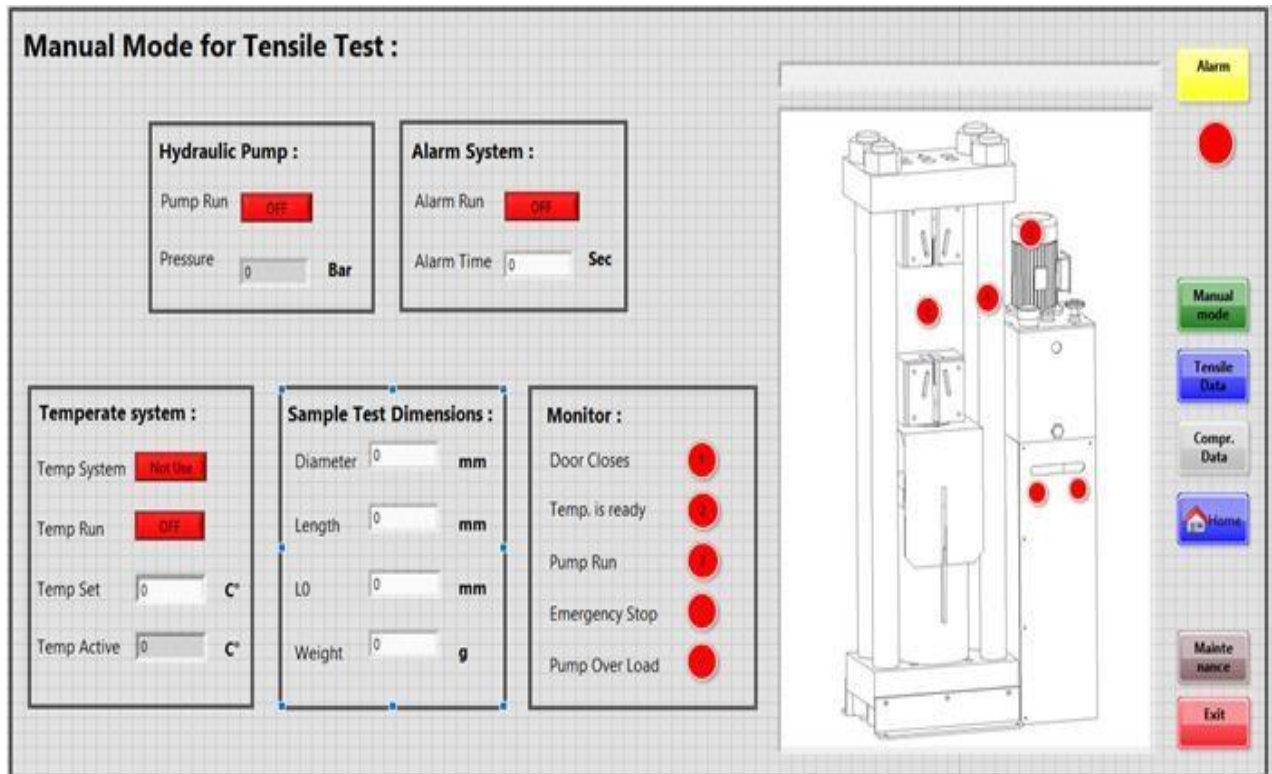 Manual Mode for Tensile Test :
Alarm
Hydraulic Pump :
Pump Run OFF
Pressure 0 Bar
Alarm System :
Alarm Run OFF
Alarm Time 0 Sec
Manual
mode
Tensile
Data
Compr.
Data
Home
Temperate system :
Temp System Not Use
Temp Run OFF
Temp Set 0 C°
Temp Active 0 C°
Sample Test Dimensions :
Diameter 0 mm
Length 0 mm
L0 0 mm
Weight 0 g
Monitor :
Door Closes 1
Temp. is ready 2
Pump Run 3
Emergency Stop
Pump Over Load
Mainte
nance
Exit